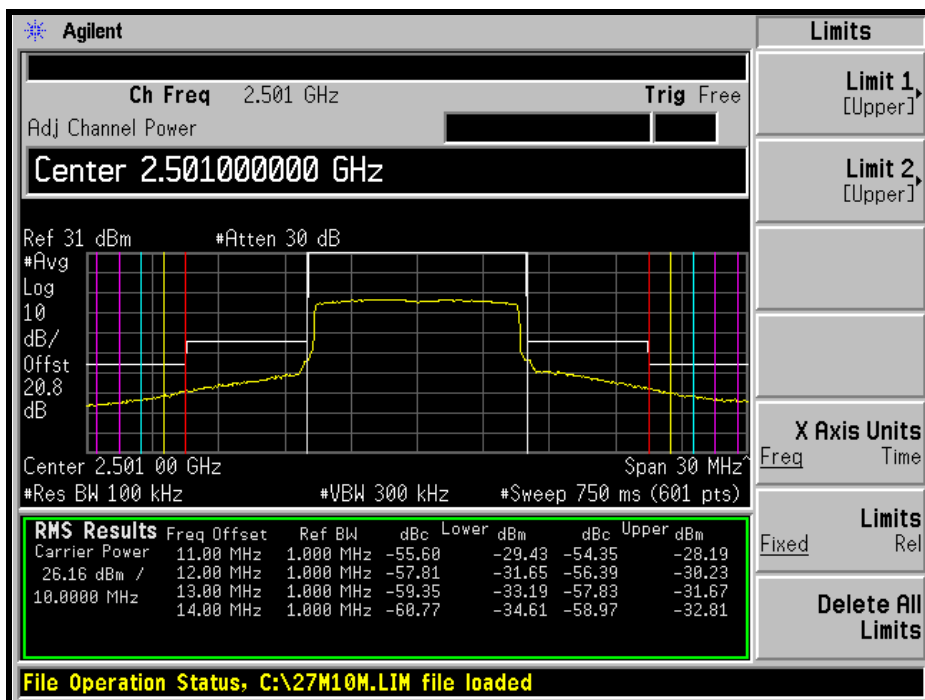 Agilent
Limits
Ch Freq 2.501 GHz Trig Free
Adj Channel Power
Center 2.501000000 GHz
Ref 31 dBm #Atten 30 dB
#Avg
Log
10
dB/
Offst
20.8
dB
Center 2.501 00 GHz Span 30 MHz^
#Res BW 100 kHz #VBW 300 kHz #Sweep 750 ms (601 pts)
RMS Results Freq Offset Ref BW dBc Lower dBm dBc Upper dBm
Carrier Power 11.00 MHz 1.000 MHz -55.60 -29.43 -54.35 -28.19
26.16 dBm / 12.00 MHz 1.000 MHz -57.81 -31.65 -56.39 -30.23
10.0000 MHz 13.00 MHz 1.000 MHz -59.35 -33.19 -57.83 -31.67
14.00 MHz 1.000 MHz -60.77 -34.61 -58.97 -32.81
File Operation Status, C:\27M10M.LIM file loaded
Limit 1
[Upper]
Limit 2
[Upper]
X Axis Units
Freq Time
Limits
Fixed Rel
Delete All
Limits